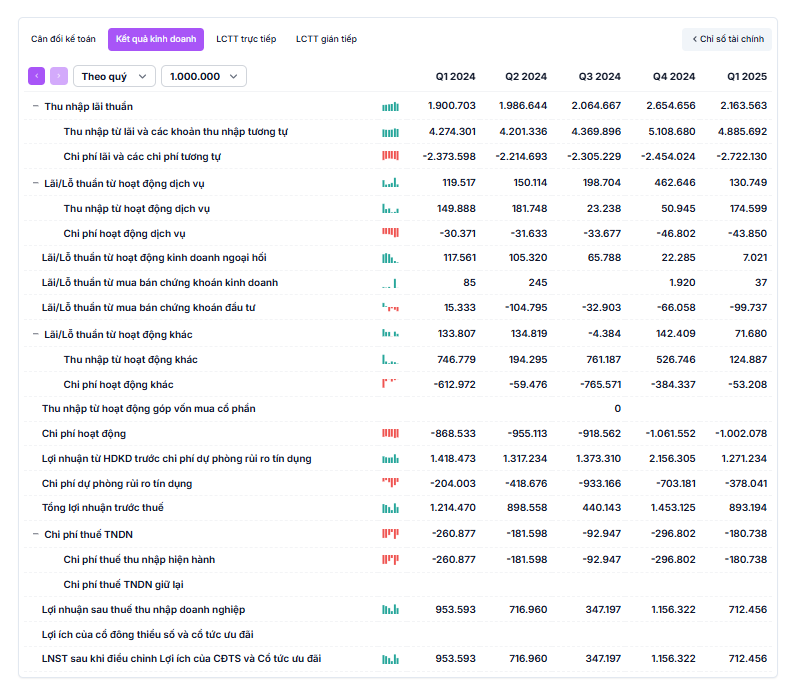 Cân đối kế toán Kết quả kinh doanh LCTT trực tiếp LCTT gián tiếp Chỉ số tài chính
Theo quý 1.000.000 Q1 2024 Q2 2024 Q3 2024 Q4 2024 Q1 2025
Thu nhập lãi thuần 1.900.703 1.986.644 2.064.667 2.654.656 2.163.563
Thu nhập từ lãi và các khoản thu nhập tương tự 4.274.301 4.201.336 4.369.896 5.108.680 4.885.692
Chi phí lãi và các chi phí tương tự -2.373.598 -2.214.693 -2.305.229 -2.454.024 -2.722.130
Lãi/Lỗ thuần từ hoạt động dịch vụ 119.517 150.114 198.704 462.646 130.749
Thu nhập từ hoạt động dịch vụ 149.888 181.748 23.238 50.945 174.599
Chi phí hoạt động dịch vụ -30.371 -31.633 -33.677 -46.802 -43.850
Lãi/Lỗ thuần từ hoạt động kinh doanh ngoại hối 117.561 105.320 65.788 22.285 7.021
Lãi/Lỗ thuần từ mua bán chứng khoán kinh doanh 85 245 1.920 37
Lãi/Lỗ thuần từ mua bán chứng khoán đầu tư 15.333 -104.795 -32.903 -66.058 -99.737
Lãi/Lỗ thuần từ hoạt động khác 133.807 134.819 -4.384 142.409 71.680
Thu nhập từ hoạt động khác 746.779 194.295 761.187 526.746 124.887
Chi phí hoạt động khác -612.972 -59.476 -765.571 -384.337 -53.208
Thu nhập từ hoạt động góp vốn mua cổ phần 0
Chi phí hoạt động -868.533 -955.113 -918.562 -1.061.552 -1.002.078
Lợi nhuận từ HDKD trước chi phí dự phòng rủi ro tín dụng 1.418.473 1.317.234 1.373.310 2.156.305 1.271.234
Chi phí dự phòng rủi ro tín dụng -204.003 -418.676 -933.166 -703.181 -378.041
Tổng lợi nhuận trước thuế 1.214.470 898.558 440.143 1.453.125 893.194
Chi phí thuế TNDN -260.877 -181.598 -92.947 -296.802 -180.738
Chi phí thuế thu nhập hiện hành -260.877 -181.598 -92.947 -296.802 -180.738
Chi phí thuế TNDN giữ lại
Lợi nhuận sau thuế thu nhập doanh nghiệp 953.593 716.960 347.197 1.156.322 712.456
Lợi ích của cổ đông thiểu số và cổ tức ưu đãi
LNST sau khi điều chỉnh Lợi ích của CĐTS và Cổ tức ưu đãi 953.593 716.960 347.197 1.156.322 712.456